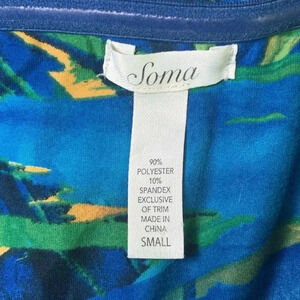 Soma
90%
POLYESTER
10%
SPANDEX
EXCLUSIVE
OF TRIM
MADE IN
CHINA
SMALL